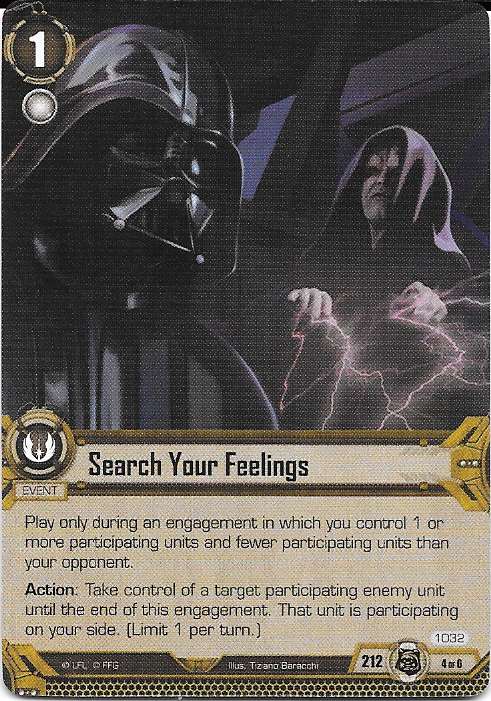 1
Search Your Feelings
EVENT
Play only during an engagement in which you control 1 or
more participating units and fewer participating units than
your opponent.
Action: Take control of a target participating enemy unit
until the end of this engagement. That unit is participating
on your side. (Limit 1 per turn.)
1032
© LFL © FFG
Illus. Tiziano Baracchi
212
4 of 6